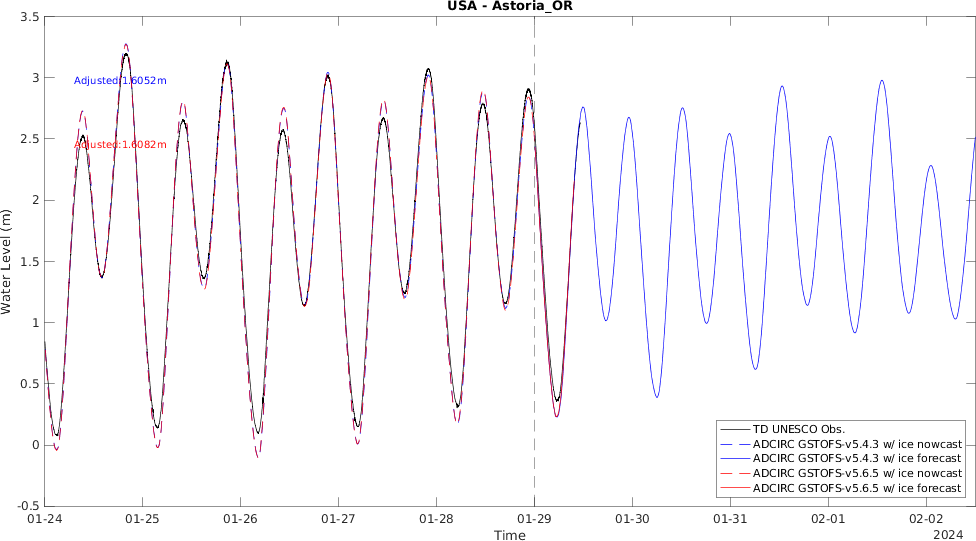 USA - Astoria_OR
3.5
3
2.5
2
1.5
1
0.5
0
-0.5
Water Level (m)
Adjusted:1.6052m
Adjusted:1.6082m
TD UNESCO Obs.
ADCIRC GSTOFS-v5.4.3 w/ ice nowcast
ADCIRC GSTOFS-v5.4.3 w/ ice forecast
ADCIRC GSTOFS-v5.6.5 w/ ice nowcast
ADCIRC GSTOFS-v5.6.5 w/ ice forecast
01-24 01-25 01-26 01-27 01-28 01-29 01-30 01-31 02-01 02-02
Time
2024